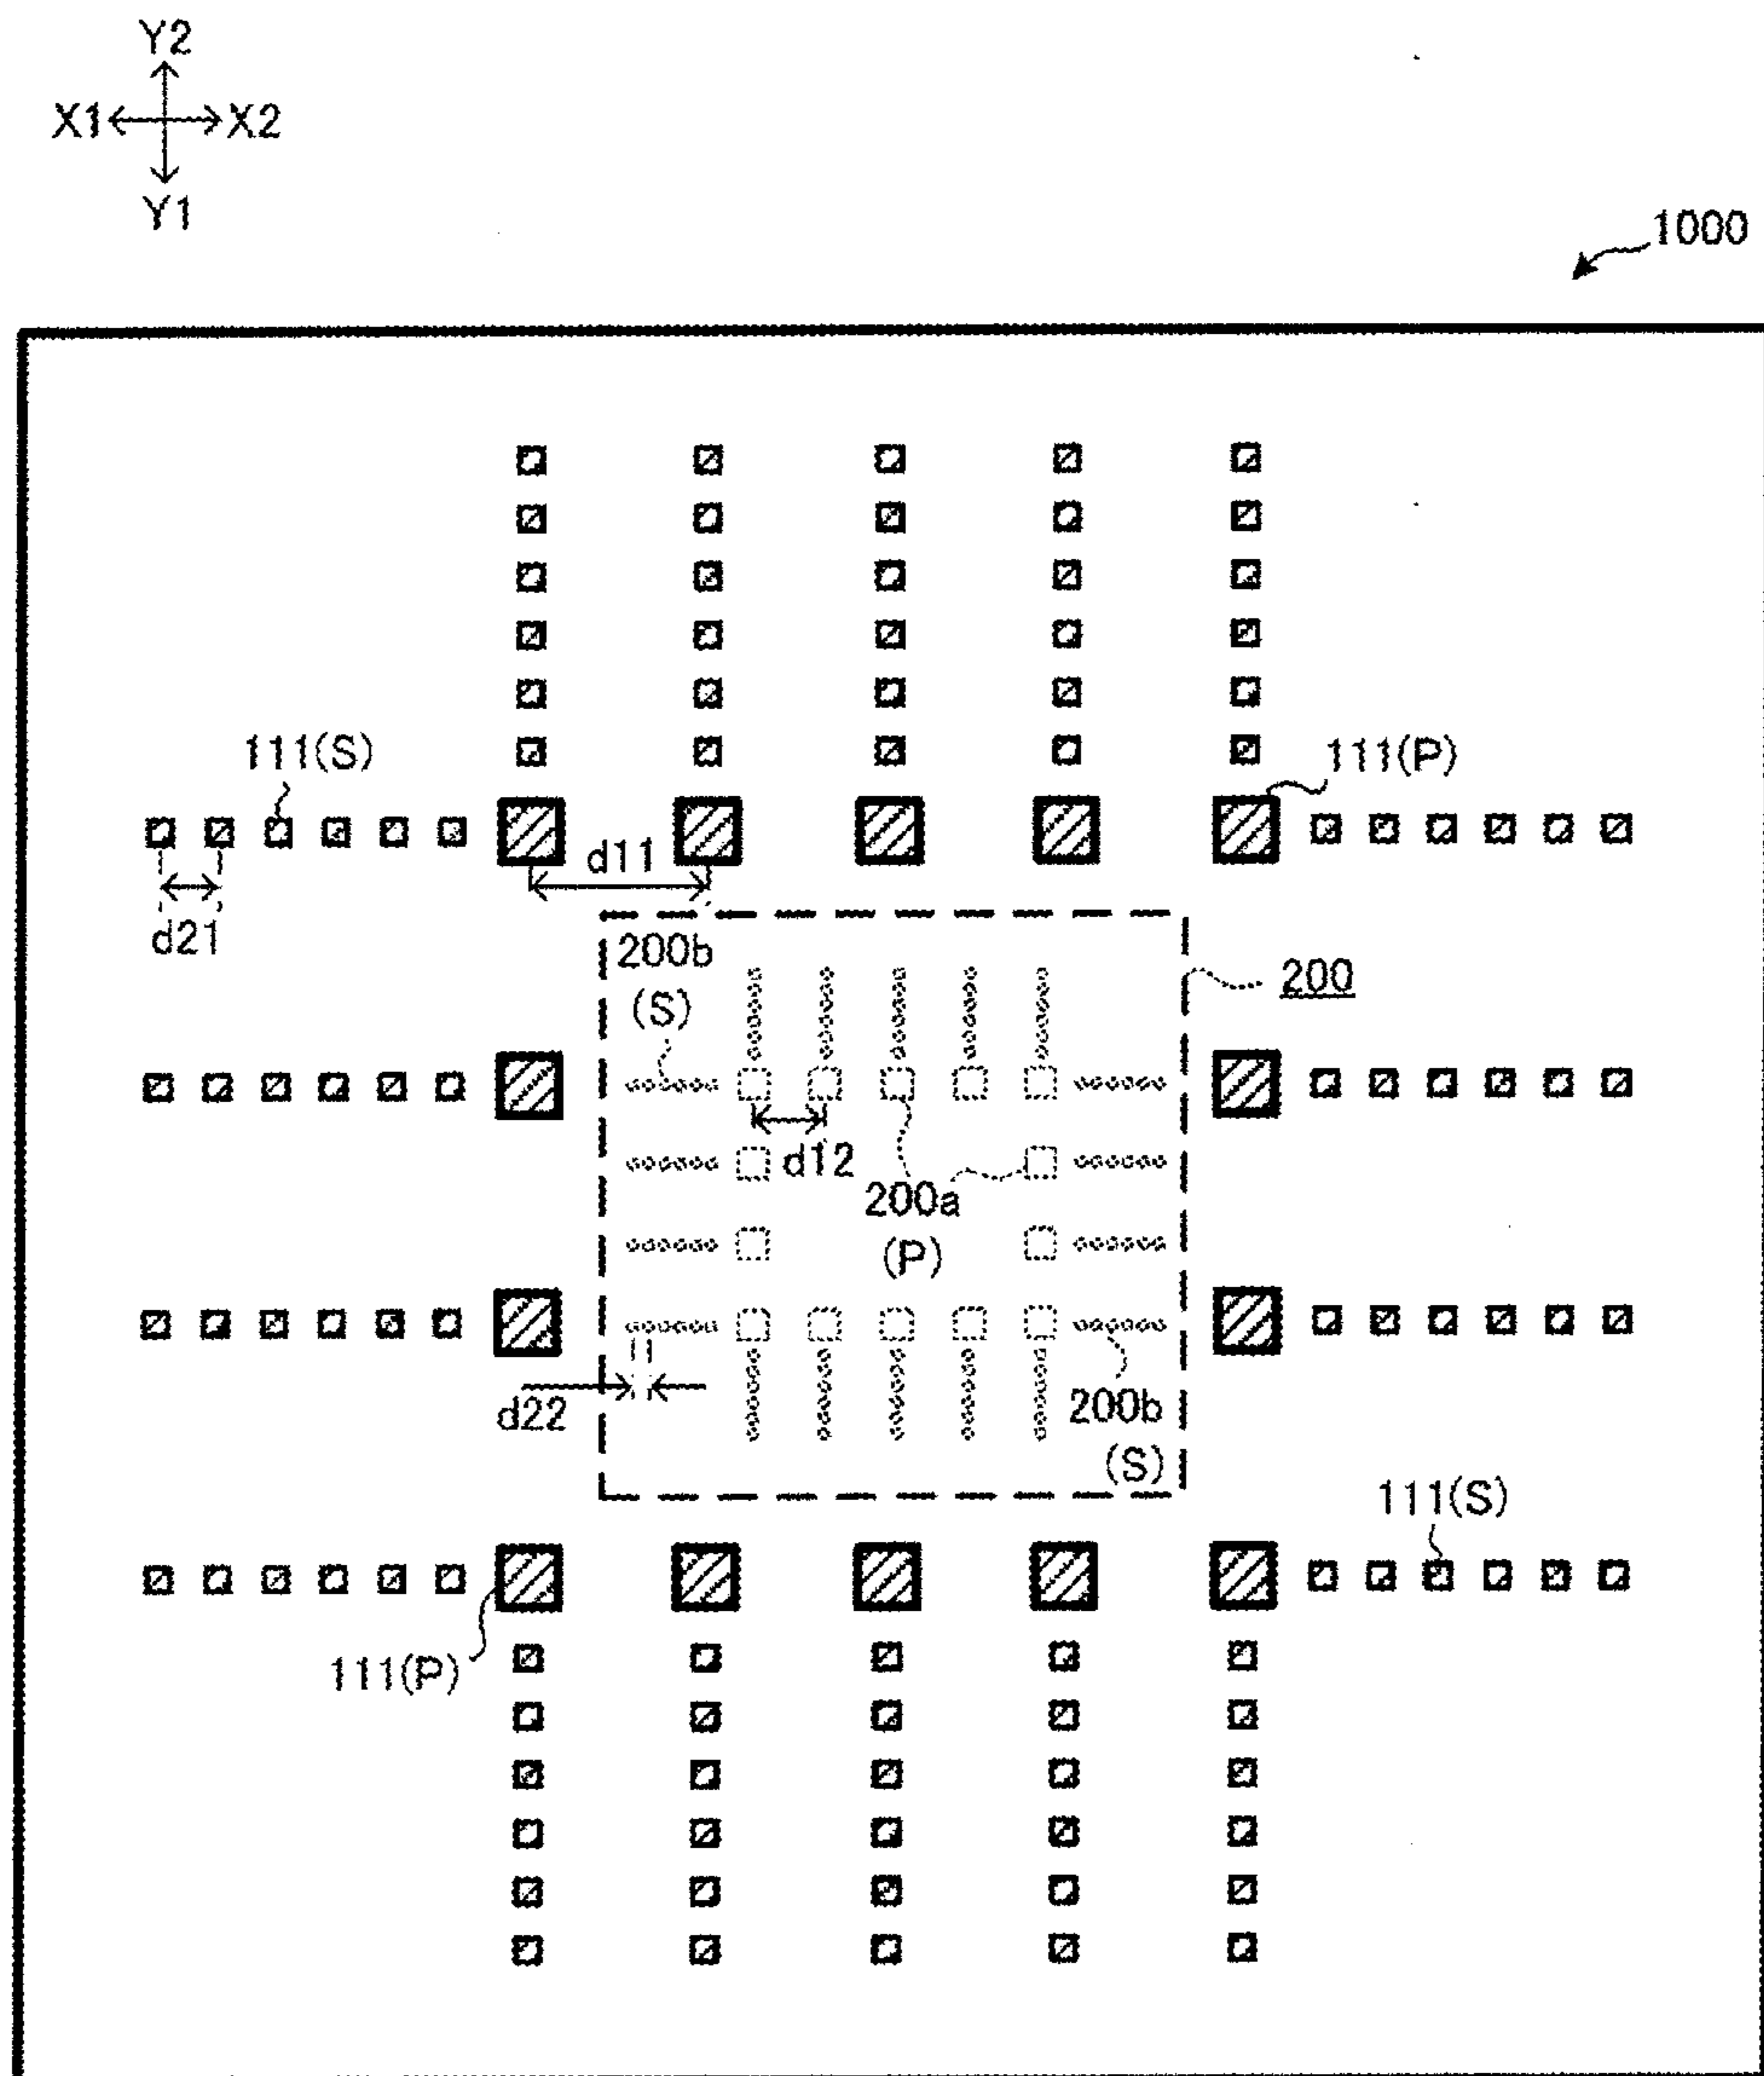 Y2
X1 X2
Y1
1000
111(S)
111(P)
d11
d21
200b
(S)
200
d12
200a
(P)
d22
200b
(S)
111(S)
111(P)